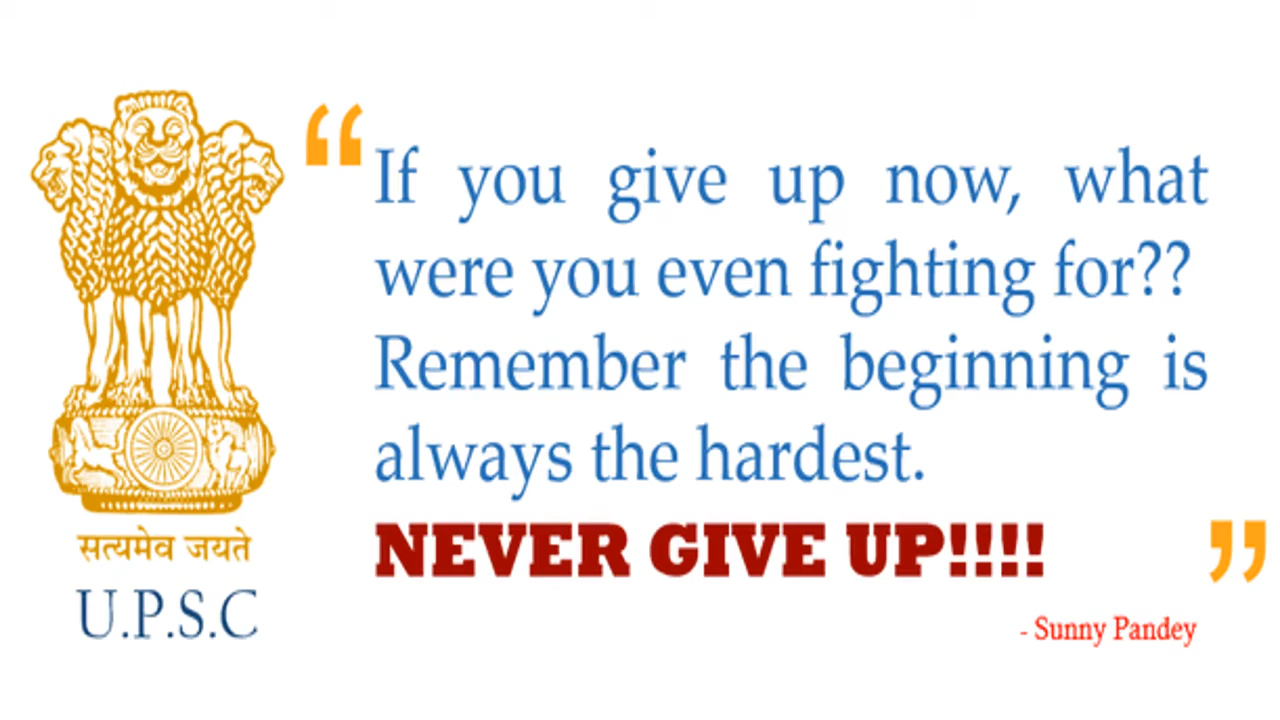 सत्यमेव जयते
U.P.S.C
“If you give up now, what
were you even fighting for??
Remember the beginning is
always the hardest.
NEVER GIVE UP!!!! ”
- Sunny Pandey